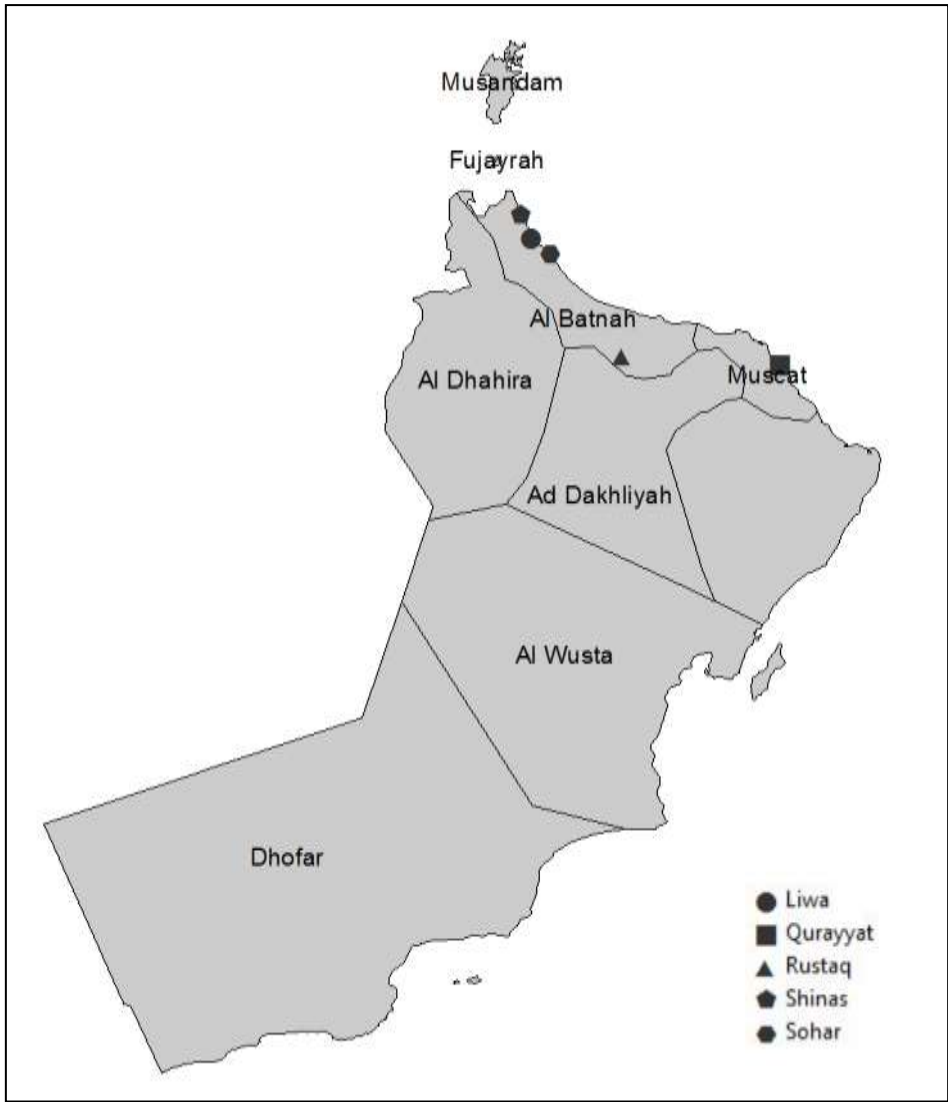 Musandam
Fujayrah
Al Batnah
Muscat
Al Dhahira
Ad Dakhliyah
Al Wusta
Dhofar
Liwa
Qurayyat
Rustaq
Shinas
Sohar